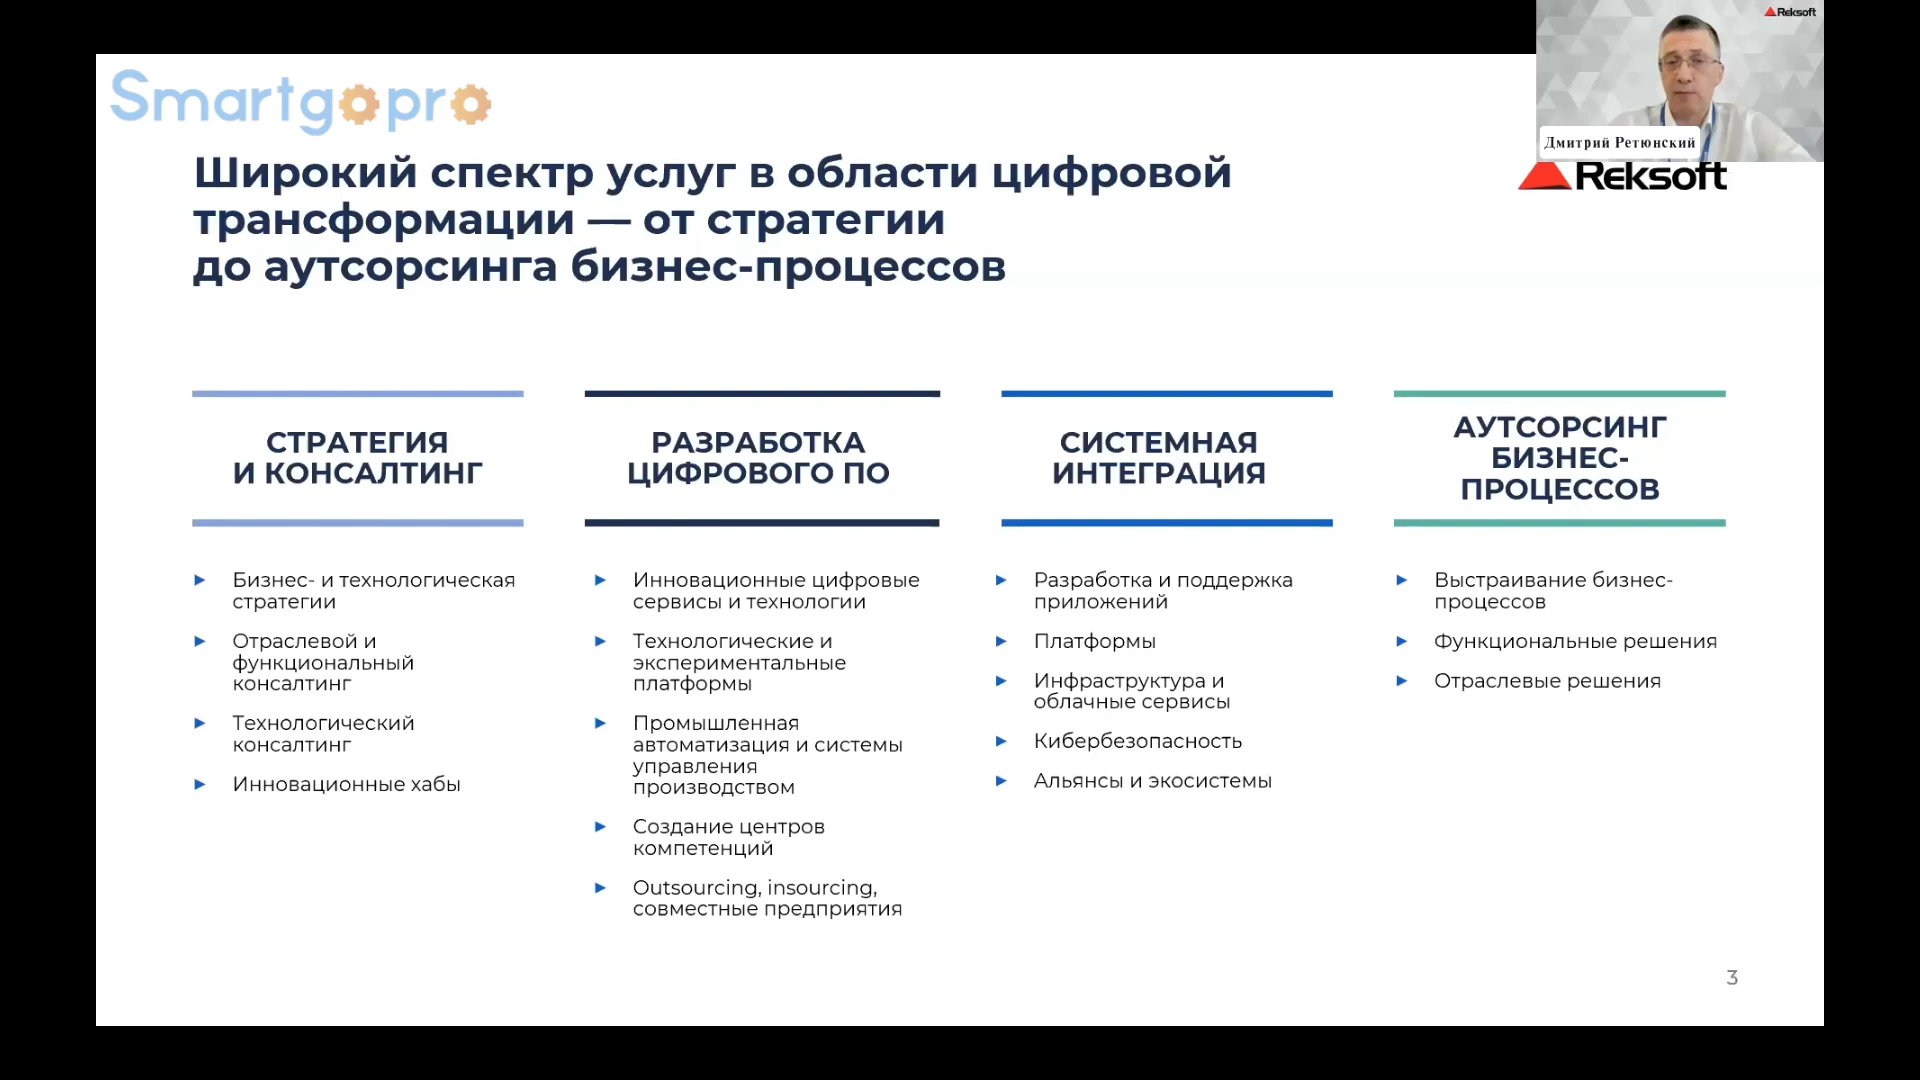 Smartgopro
Reksoft
Дмитрий Ретюнский
Reksoft
Широкий спектр услуг в области цифровой
трансформации — от стратегии
до аутсорсинга бизнес-процессов
СТРАТЕГИЯ
И КОНСАЛТИНГ
Бизнес- и технологическая
стратегии
Отраслевой и
функциональный
консалтинг
Технологический
консалтинг
Инновационные хабы
РАЗРАБОТКА
ЦИФРОВОГО ПО
Инновационные цифровые
сервисы и технологии
Технологические и
экспериментальные
платформы
Промышленная
автоматизация и системы
управления
производством
Создание центров
компетенций
Outsourcing, insourcing,
совместные предприятия
СИСТЕМНАЯ
ИНТЕГРАЦИЯ
Разработка и поддержка
приложений
Платформы
Инфраструктура и
облачные сервисы
Кибербезопасность
Альянсы и экосистемы
АУТСОРСИНГ
БИЗНЕС-
ПРОЦЕССОВ
Выстраивание бизнес-
процессов
Функциональные решения
Отраслевые решения
3